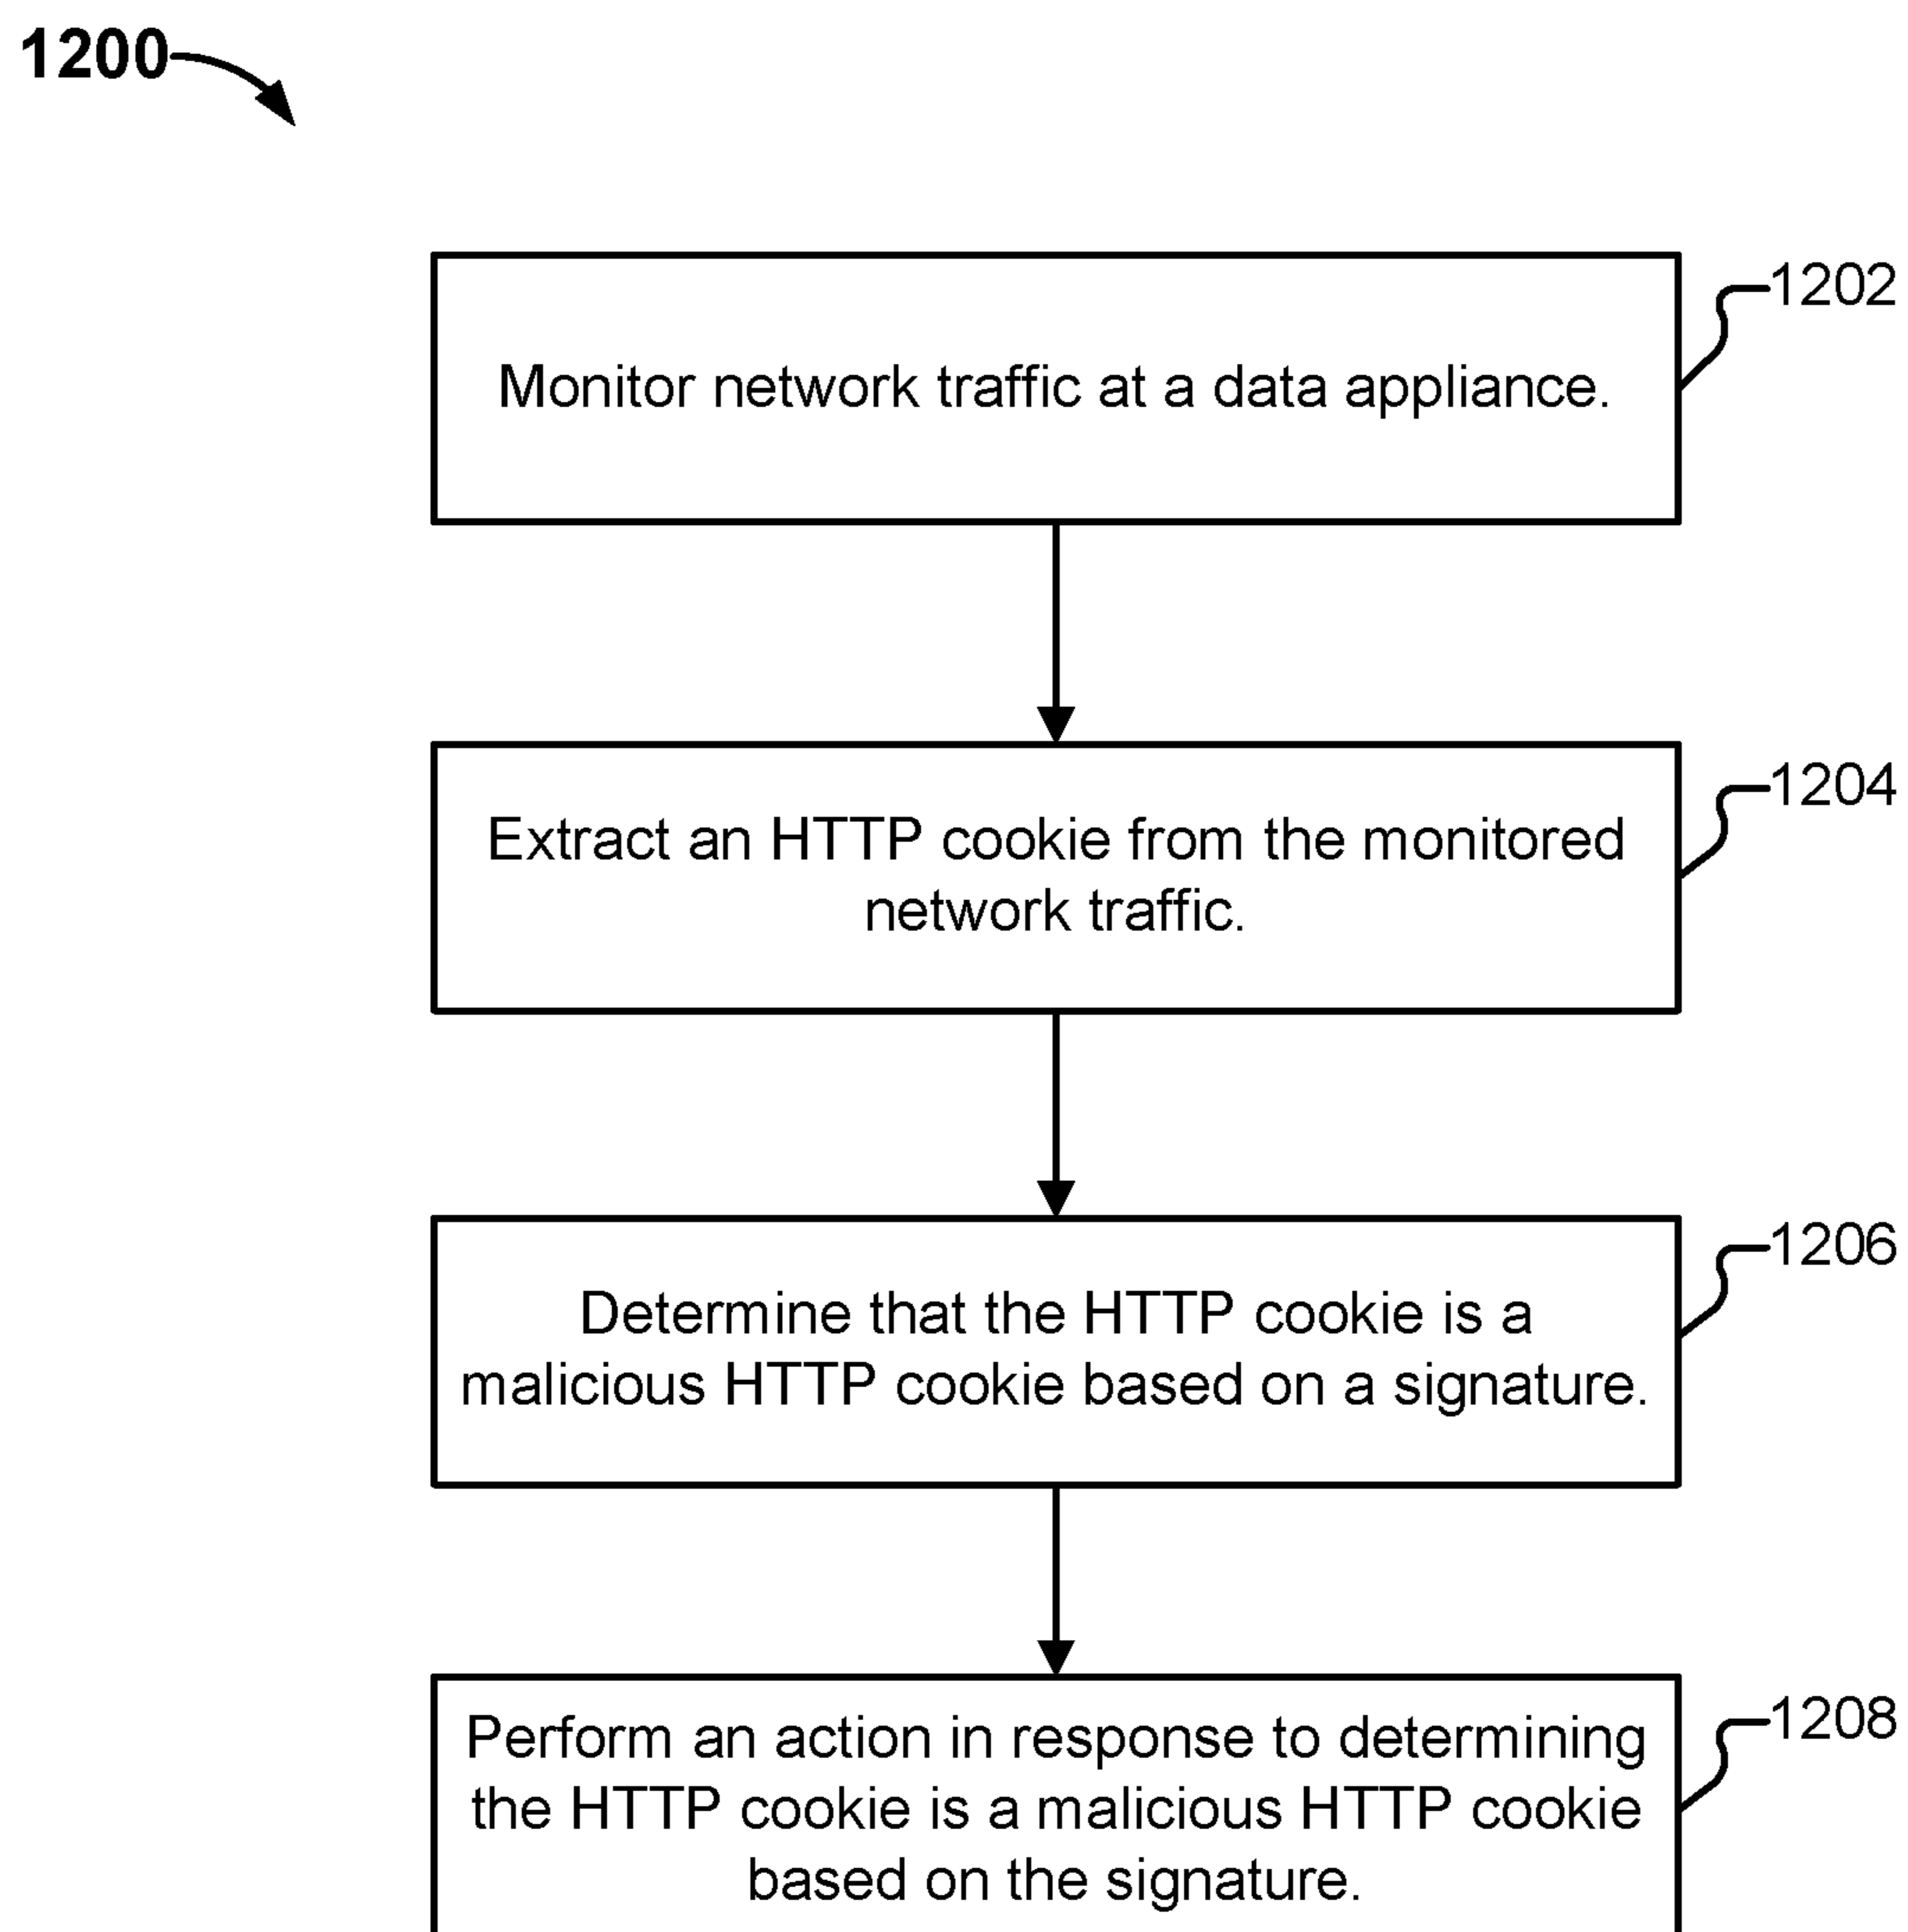 1200
Monitor network traffic at a data appliance.
1202
Extract an HTTP cookie from the monitored
network traffic.
1204
Determine that the HTTP cookie is a
malicious HTTP cookie based on a signature.
1206
Perform an action in response to determining
the HTTP cookie is a malicious HTTP cookie
based on the signature.
1208